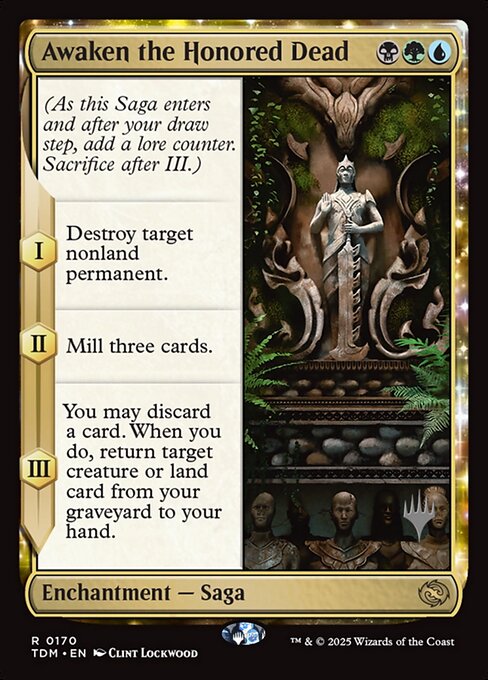 Awaken the Honored Dead
(As this Saga enters
and after your draw
step, add a lore counter.
Sacrifice after III.)
I
Destroy target
nonland
permanent.
II
Mill three cards.
III
You may discard
a card. When you
do, return target
creature or land
card from your
graveyard to your
hand.
Enchantment — Saga
R 0170
TDM • EN Clint Lockwood
™ & © 2025 Wizards of the Coast